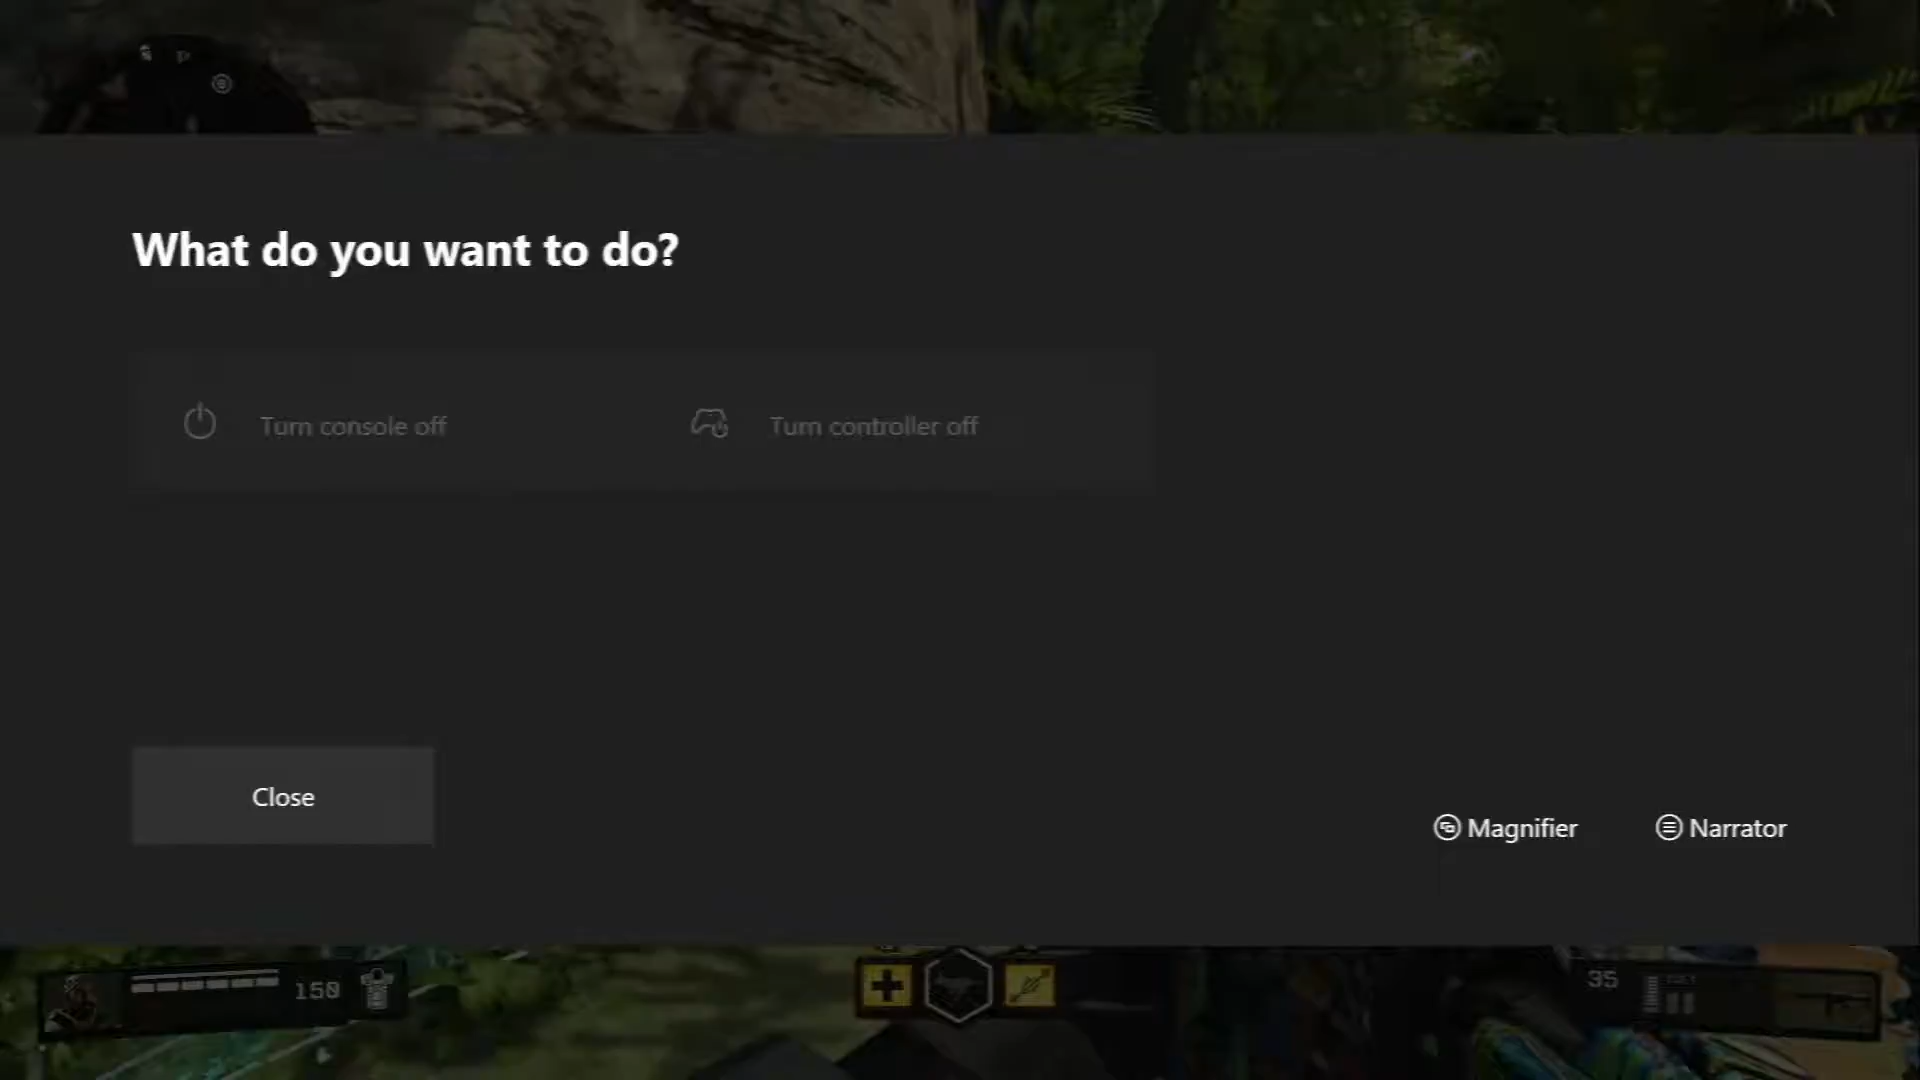 What do you want to do?
Turn console off
Turn controller off
Close
Magnifier
Narrator
150
35